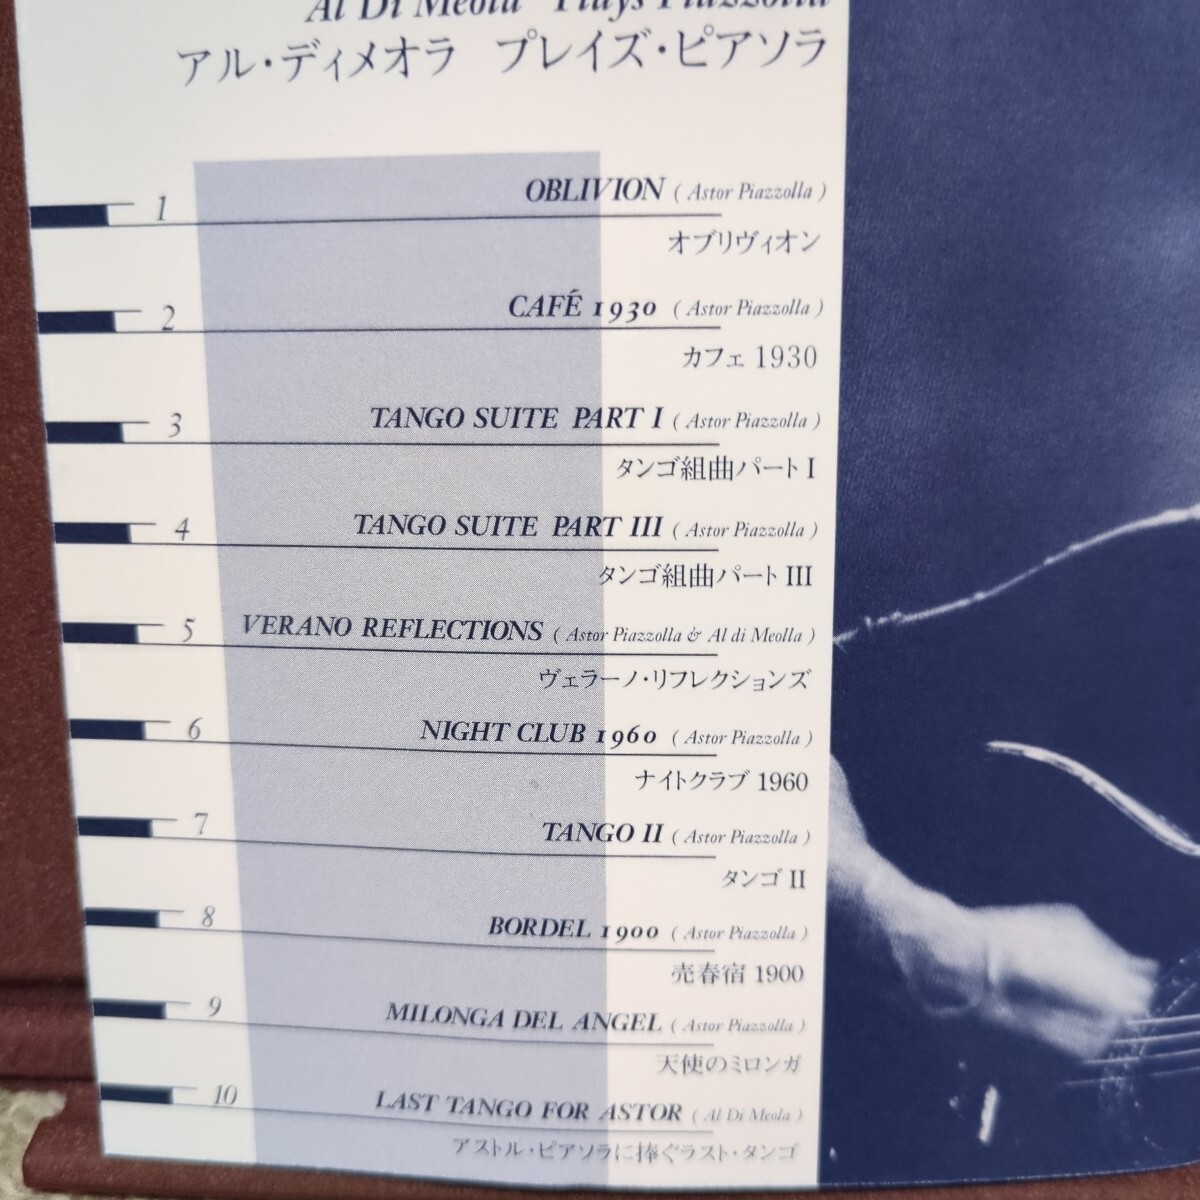 Al Di Meola Plays Piazzolla
アル・ディメオラ プレイズ・ピアソラ
1 OBLIVION ( Astor Piazzolla )
オブリヴィオン
2 CAFÉ 1930 ( Astor Piazzolla )
カフェ 1930
3 TANGO SUITE PART I ( Astor Piazzolla )
タンゴ組曲パート I
4 TANGO SUITE PART III ( Astor Piazzolla )
タンゴ組曲パート III
5 VERANO REFLECTIONS ( Astor Piazzolla & Al di Meolla )
ヴェラーノ・リフレクションズ
6 NIGHT CLUB 1960 ( Astor Piazzolla )
ナイトクラブ 1960
7 TANGO II ( Astor Piazzolla )
タンゴ II
8 BORDEL 1900 ( Astor Piazzolla )
売春宿 1900
9 MILONGA DEL ANGEL ( Astor Piazzolla )
天使のミロンガ
10 LAST TANGO FOR ASTOR ( Al Di Meola )
アストル・ピアソラに捧ぐラスト・タンゴ